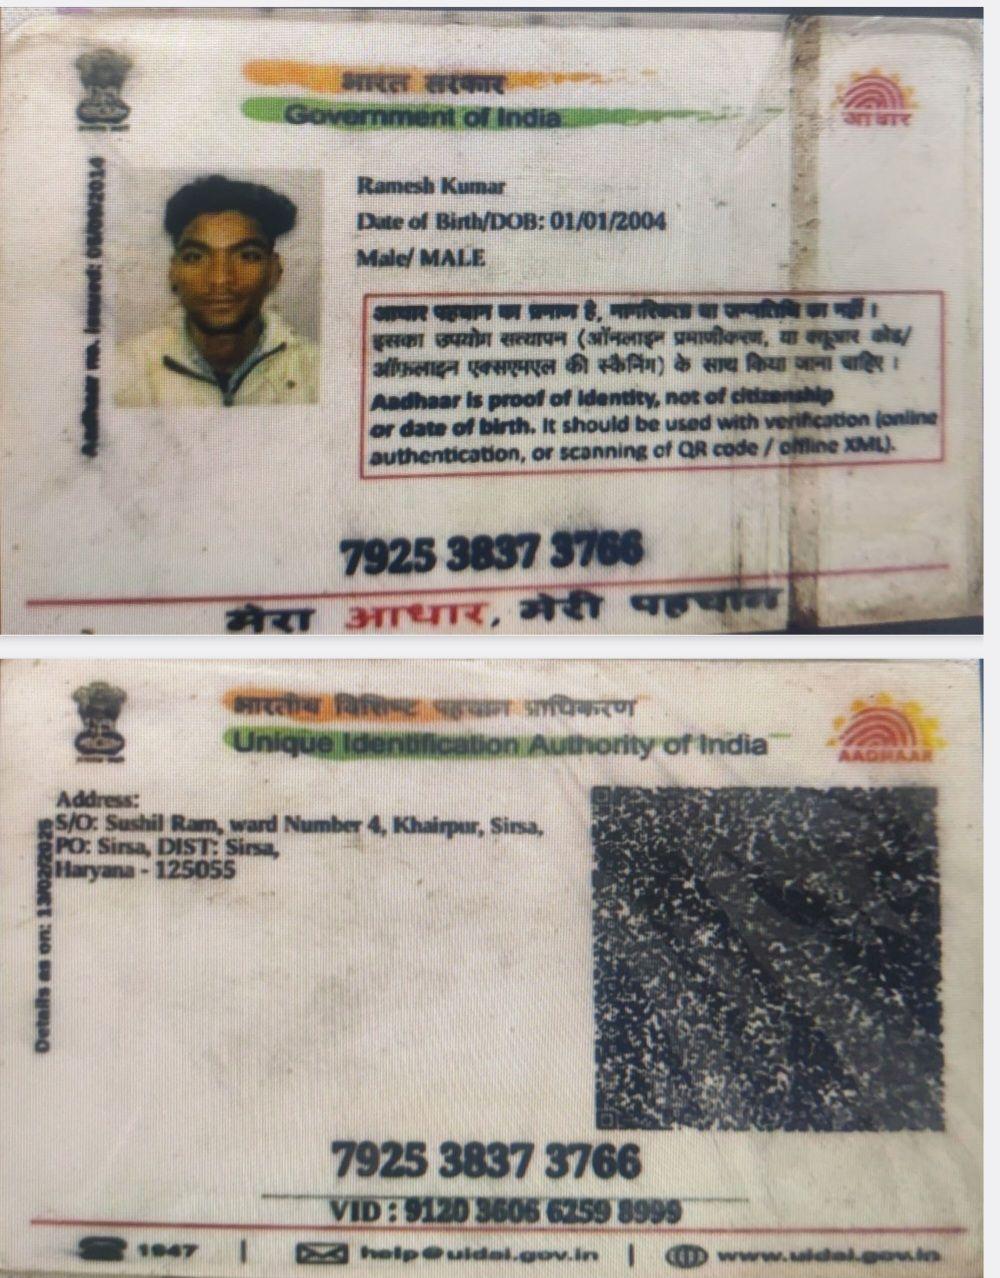 भारत सरकार
Government of India
आधार
Aadhaar no. issued: 09/09/2014
Ramesh Kumar
Date of Birth/DOB: 01/01/2004
Male/ MALE
आधार पहचान का प्रमाण है, नागरिकता या जन्मतिथि का नहीं ।
इसका उपयोग सत्यापन (ऑनलाइन प्रमाणीकरण, या क्यूआर कोड/
ऑफ़लाइन एक्सएमएल की स्कैनिंग) के साथ किया जाना चाहिए ।
Aadhaar is proof of identity, not of citizenship
or date of birth. It should be used with verification (online
authentication, or scanning of QR code / offline XML).
7925 3837 3766
मेरा आधार, मेरी पहचान
भारतीय विशिष्ट पहचान प्राधिकरण
Unique Identification Authority of India
AADHAAR
Address:
S/O: Sushil Ram, ward Number 4, Khairpur, Sirsa,
PO: Sirsa, DIST: Sirsa,
Haryana - 125055
Details as on: 13/02/2025
7925 3837 3766
VID : 9120 3606 6259 8999
1947 | help@uidai.gov.in | www.uidai.gov.in